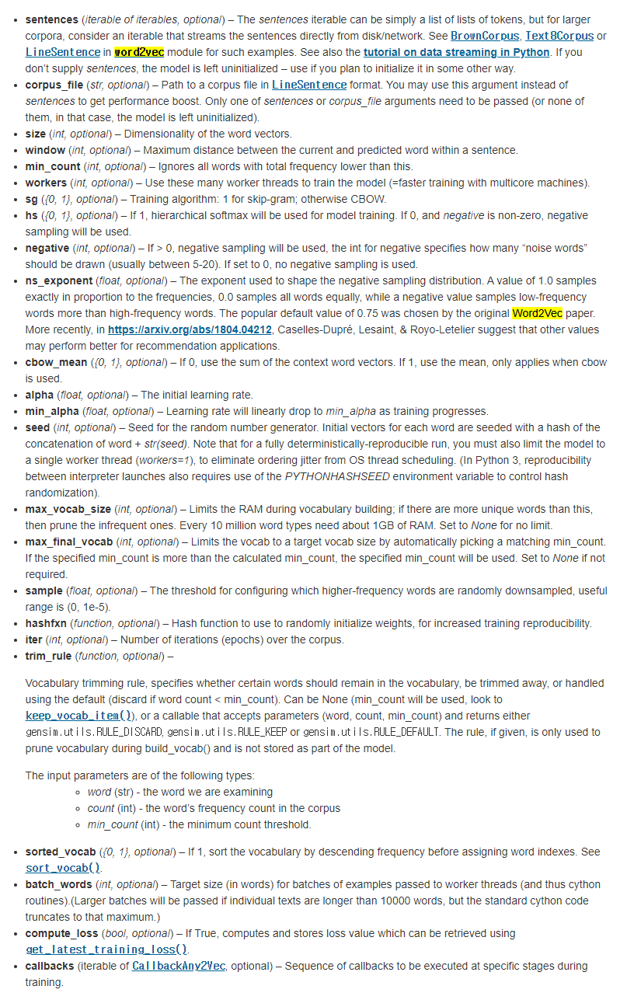 • sentences (iterable of iterables, optional) – The sentences iterable can be simply a list of lists of tokens, but for larger
corpora, consider an iterable that streams the sentences directly from disk/network. See BrownCorpus, Text8Corpus or
LineSentence in word2vec module for such examples. See also the tutorial on data streaming in Python. If you
don't supply sentences, the model is left uninitialized – use if you plan to initialize it in some other way.
• corpus_file (str, optional) – Path to a corpus file in LineSentence format. You may use this argument instead of
sentences to get performance boost. Only one of sentences or corpus_file arguments need to be passed (or none of
them, in that case, the model is left uninitialized).
• size (int, optional) – Dimensionality of the word vectors.
• window (int, optional) – Maximum distance between the current and predicted word within a sentence.
• min_count (int, optional) – Ignores all words with total frequency lower than this.
• workers (int, optional) – Use these many worker threads to train the model (=faster training with multicore machines).
• sg ({0, 1}, optional) – Training algorithm: 1 for skip-gram; otherwise CBOW.
• hs ({0, 1}, optional) – If 1, hierarchical softmax will be used for model training. If 0, and negative is non-zero, negative
sampling will be used.
• negative (int, optional) – If > 0, negative sampling will be used, the int for negative specifies how many “noise words”
should be drawn (usually between 5-20). If set to 0, no negative sampling is used.
• ns_exponent (float, optional) – The exponent used to shape the negative sampling distribution. A value of 1.0 samples
exactly in proportion to the frequencies, 0.0 samples all words equally, while a negative value samples low-frequency
words more than high-frequency words. The popular default value of 0.75 was chosen by the original Word2Vec paper.
More recently, in https://arxiv.org/abs/1804.04212, Caselles-Dupré, Lesaint, & Royo-Letelier suggest that other values
may perform better for recommendation applications.
• cbow_mean ({0, 1}, optional) – If 0, use the sum of the context word vectors. If 1, use the mean, only applies when cbow
is used.
• alpha (float, optional) – The initial learning rate.
• min_alpha (float, optional) – Learning rate will linearly drop to min_alpha as training progresses.
• seed (int, optional) – Seed for the random number generator. Initial vectors for each word are seeded with a hash of the
concatenation of word + str(seed). Note that for a fully deterministically-reproducible run, you must also limit the model to
a single worker thread (workers=1), to eliminate ordering jitter from OS thread scheduling. (In Python 3, reproducibility
between interpreter launches also requires use of the PYTHONHASHSEED environment variable to control hash
randomization).
• max_vocab_size (int, optional) – Limits the RAM during vocabulary building; if there are more unique words than this,
then prune the infrequent ones. Every 10 million word types need about 1GB of RAM. Set to None for no limit.
• max_final_vocab (int, optional) – Limits the vocab to a target vocab size by automatically picking a matching min_count.
If the specified min_count is more than the calculated min_count, the specified min_count will be used. Set to None if not
required.
• sample (float, optional) – The threshold for configuring which higher-frequency words are randomly downsampled, useful
range is (0, 1e-5).
• hashfxn (function, optional) – Hash function to use to randomly initialize weights, for increased training reproducibility.
• iter (int, optional) – Number of iterations (epochs) over the corpus.
• trim_rule (function, optional) –
Vocabulary trimming rule, specifies whether certain words should remain in the vocabulary, be trimmed away, or handled
using the default (discard if word count < min_count). Can be None (min_count will be used, look to
keep_vocab_item()), or a callable that accepts parameters (word, count, min_count) and returns either
gensim.utils.RULE_DISCARD, gensim.utils.RULE_KEEP or gensim.utils.RULE_DEFAULT. The rule, if given, is only used to
prune vocabulary during build_vocab() and is not stored as part of the model.
The input parameters are of the following types:
◦ word (str) - the word we are examining
◦ count (int) - the word's frequency count in the corpus
◦ min_count (int) - the minimum count threshold.
• sorted_vocab ({0, 1}, optional) – If 1, sort the vocabulary by descending frequency before assigning word indexes. See
sort_vocab().
• batch_words (int, optional) – Target size (in words) for batches of examples passed to worker threads (and thus cython
routines).(Larger batches will be passed if individual texts are longer than 10000 words, but the standard cython code
truncates to that maximum.)
• compute_loss (bool, optional) – If True, computes and stores loss value which can be retrieved using
get_latest_training_loss().
• callbacks (iterable of CallbackAny2Vec, optional) – Sequence of callbacks to be executed at specific stages during
training.